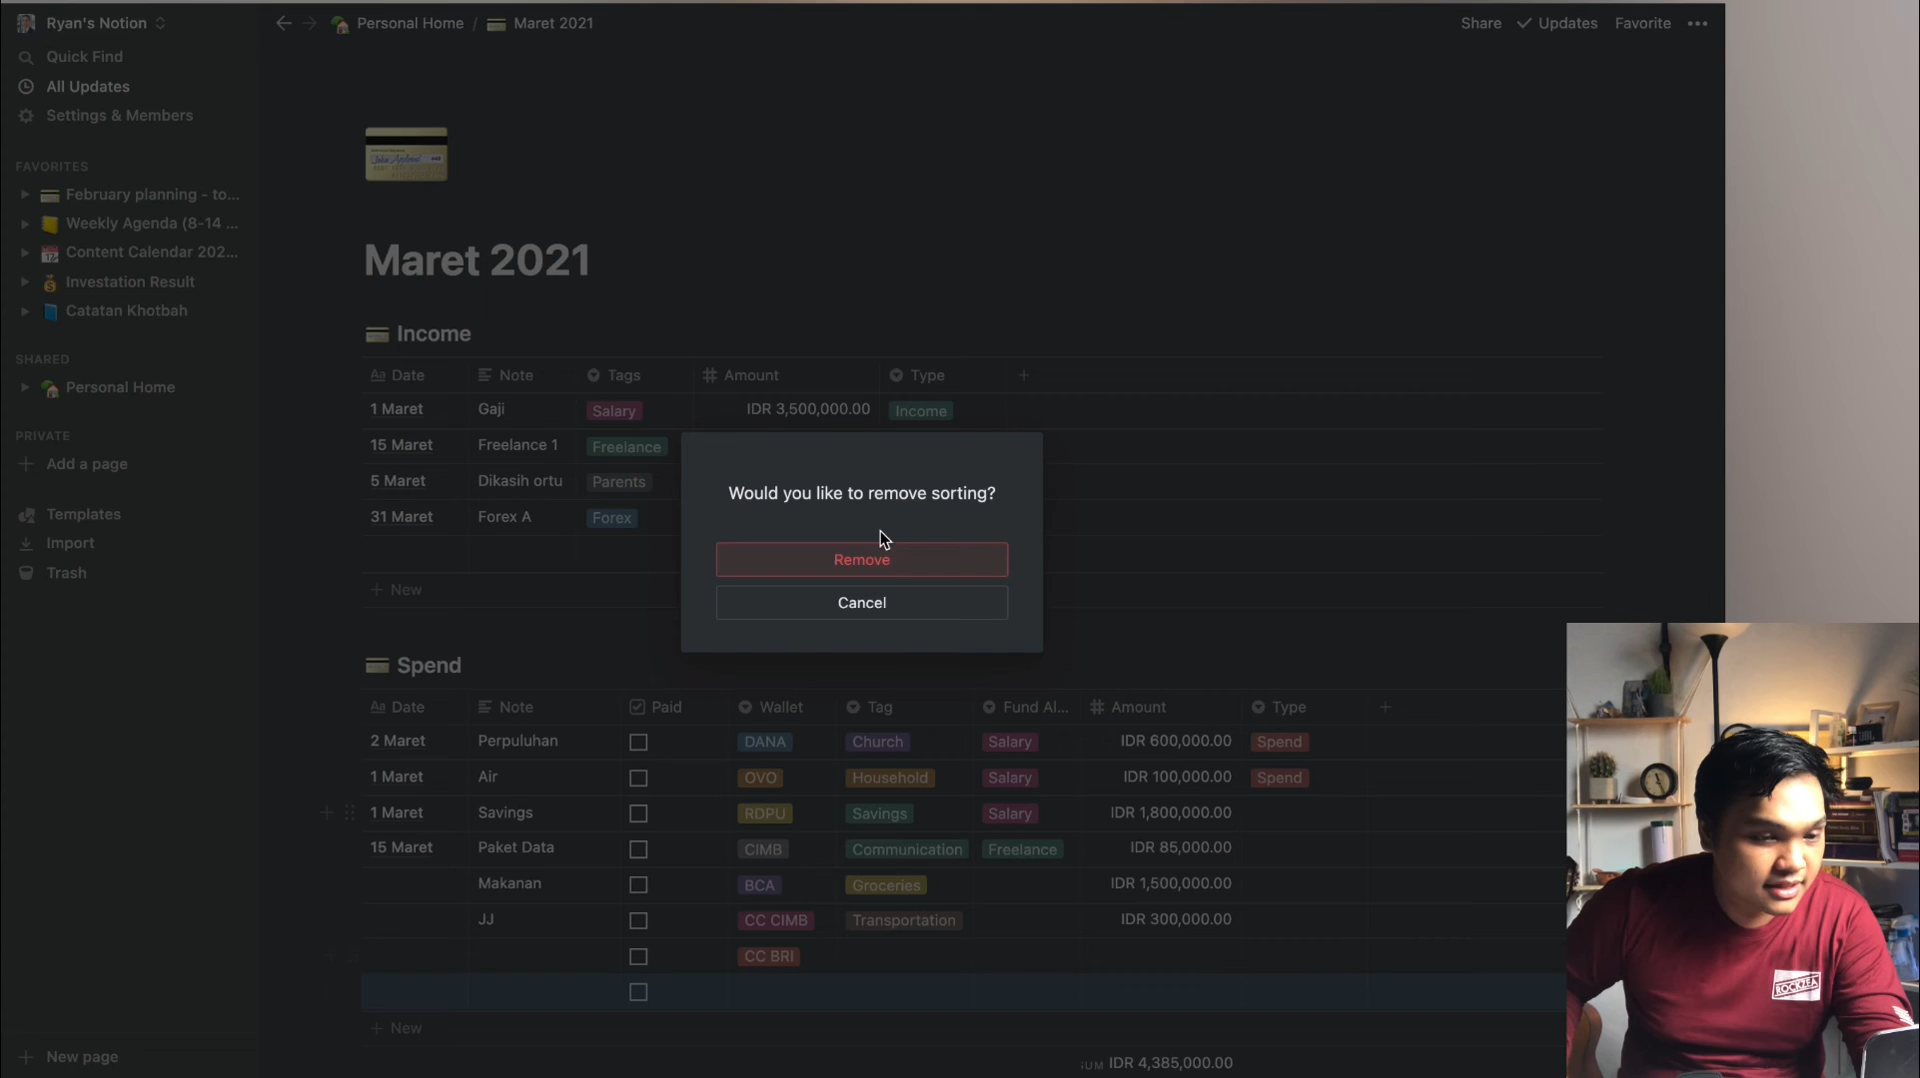 Ryan's Notion
Personal Home / Maret 2021
Share Updates Favorite
Quick Find
All Updates
Settings & Members
FAVORITES
February planning - to...
Weekly Agenda (8-14 ...
Content Calendar 202...
Investation Result
Catatan Khotbah
SHARED
Personal Home
PRIVATE
Add a page
Templates
Import
Trash
New page
Maret 2021
Income
Date Note Tags Amount Type
1 Maret Gaji Salary IDR 3,500,000.00 Income
15 Maret Freelance 1 Freelance
5 Maret Dikasih ortu Parents
31 Maret Forex A Forex
New
Would you like to remove sorting?
Remove
Cancel
Spend
Date Note Paid Wallet Tag Fund Al... Amount Type
2 Maret Perpuluhan DANA Church Salary IDR 600,000.00 Spend
1 Maret Air OVO Household Salary IDR 100,000.00 Spend
1 Maret Savings RDPU Savings Salary IDR 1,800,000.00
15 Maret Paket Data CIMB Communication Freelance IDR 85,000.00
Makanan BCA Groceries IDR 1,500,000.00
JJ CC CIMB Transportation IDR 300,000.00
CC BRI
New
IDR 4,385,000.00
ROCKZEA